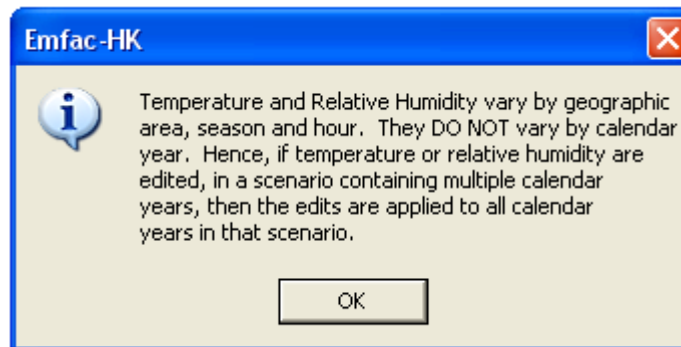 Emfac-HK
Temperature and Relative Humidity vary by geographic
area, season and hour. They DO NOT vary by calendar
year. Hence, if temperature or relative humidity are
edited, in a scenario containing multiple calendar
years, then the edits are applied to all calendar
years in that scenario.
OK